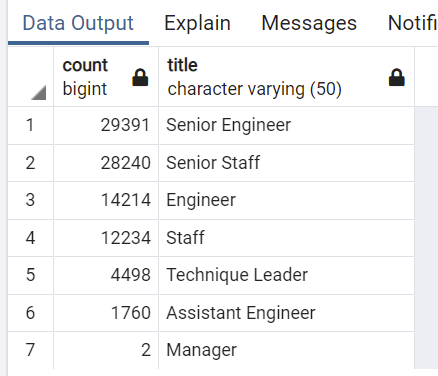 Data Output Explain Messages Notifi
count title
bigint character varying (50)
1 29391 Senior Engineer
2 28240 Senior Staff
3 14214 Engineer
4 12234 Staff
5 4498 Technique Leader
6 1760 Assistant Engineer
7 2 Manager